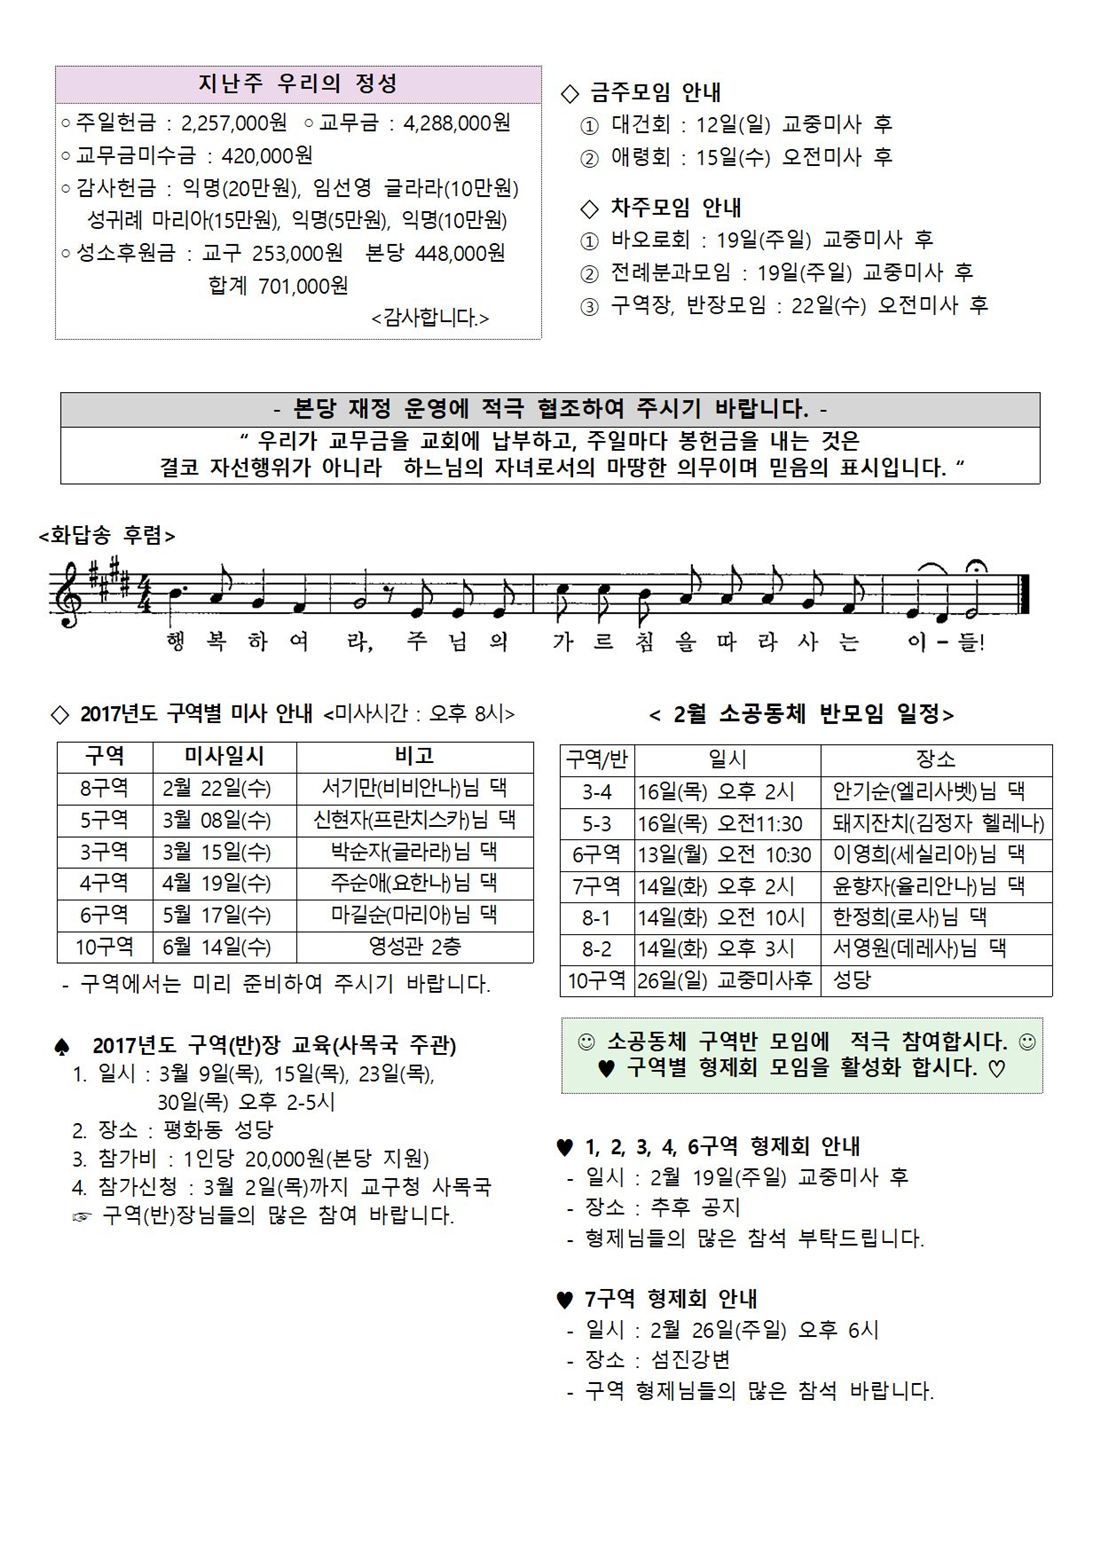 지난주 우리의 정성
○ 주일헌금 : 2,257,000원 ○ 교무금 : 4,288,000원
○ 교무금미수금 : 420,000원
○ 감사헌금 : 익명(20만원), 임선영 글라라(10만원)
성귀례 마리아(15만원), 익명(5만원), 익명(10만원)
○ 성소후원금 : 교구 253,000원 본당 448,000원
합계 701,000원
<감사합니다.>
◇ 금주모임 안내
① 대건회 : 12일(일) 교중미사 후
② 애령회 : 15일(수) 오전미사 후
◇ 차주모임 안내
① 바오로회 : 19일(주일) 교중미사 후
② 전례분과모임 : 19일(주일) 교중미사 후
③ 구역장, 반장모임 : 22일(수) 오전미사 후
- 본당 재정 운영에 적극 협조하여 주시기 바랍니다. -
“ 우리가 교무금을 교회에 납부하고, 주일마다 봉헌금을 내는 것은
결코 자선행위가 아니라 하느님의 자녀로서의 마땅한 의무이며 믿음의 표시입니다. “
<화답송 후렴>
4
4
행 복 하 여 라, 주 님 의 가 르 침 을 따 라 사 는 이 - 들!
◇ 2017년도 구역별 미사 안내 <미사시간 : 오후 8시>
구역 미사일시 비고
8구역 2월 22일(수) 서기만(비비안나)님 댁
5구역 3월 08일(수) 신현자(프란치스카)님 댁
3구역 3월 15일(수) 박순자(글라라)님 댁
4구역 4월 19일(수) 주순애(요한나)님 댁
6구역 5월 17일(수) 마길순(마리아)님 댁
10구역 6월 14일(수) 영성관 2층
- 구역에서는 미리 준비하여 주시기 바랍니다.
♠ 2017년도 구역(반)장 교육(사목국 주관)
1. 일시 : 3월 9일(목), 15일(목), 23일(목),
30일(목) 오후 2-5시
2. 장소 : 평화동 성당
3. 참가비 : 1인당 20,000원(본당 지원)
4. 참가신청 : 3월 2일(목)까지 교구청 사목국
☞ 구역(반)장님들의 많은 참여 바랍니다.
< 2월 소공동체 반모임 일정>
구역/반 일시 장소
3-4 16일(목) 오후 2시 안기순(엘리사벳)님 댁
5-3 16일(목) 오전11:30 돼지잔치(김정자 헬레나)
6구역 13일(월) 오전 10:30 이영희(세실리아)님 댁
7구역 14일(화) 오후 2시 윤향자(율리안나)님 댁
8-1 14일(화) 오전 10시 한정희(로사)님 댁
8-2 14일(화) 오후 3시 서영원(데레사)님 댁
10구역 26일(일) 교중미사후 성당
☺ 소공동체 구역반 모임에 적극 참여합시다. ☺
♥ 구역별 형제회 모임을 활성화 합시다. ♡
♥ 1, 2, 3, 4, 6구역 형제회 안내
- 일시 : 2월 19일(주일) 교중미사 후
- 장소 : 추후 공지
- 형제님들의 많은 참석 부탁드립니다.
♥ 7구역 형제회 안내
- 일시 : 2월 26일(주일) 오후 6시
- 장소 : 섬진강변
- 구역 형제님들의 많은 참석 바랍니다.